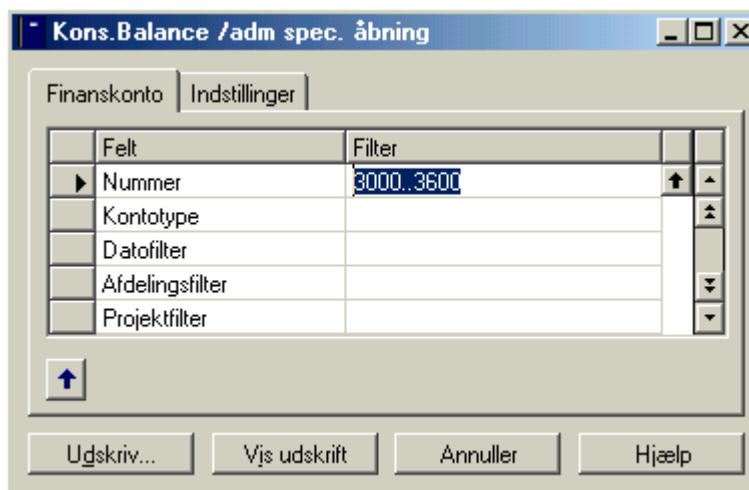 Kons.Balance /adm spec. åbning
Finanskonto Indstillinger
Felt Filter
Nummer 3000..3600
Kontotype
Datofilter
Afdelingsfilter
Projektfilter
Udskriv... Vis udskrift Annuller Hjælp